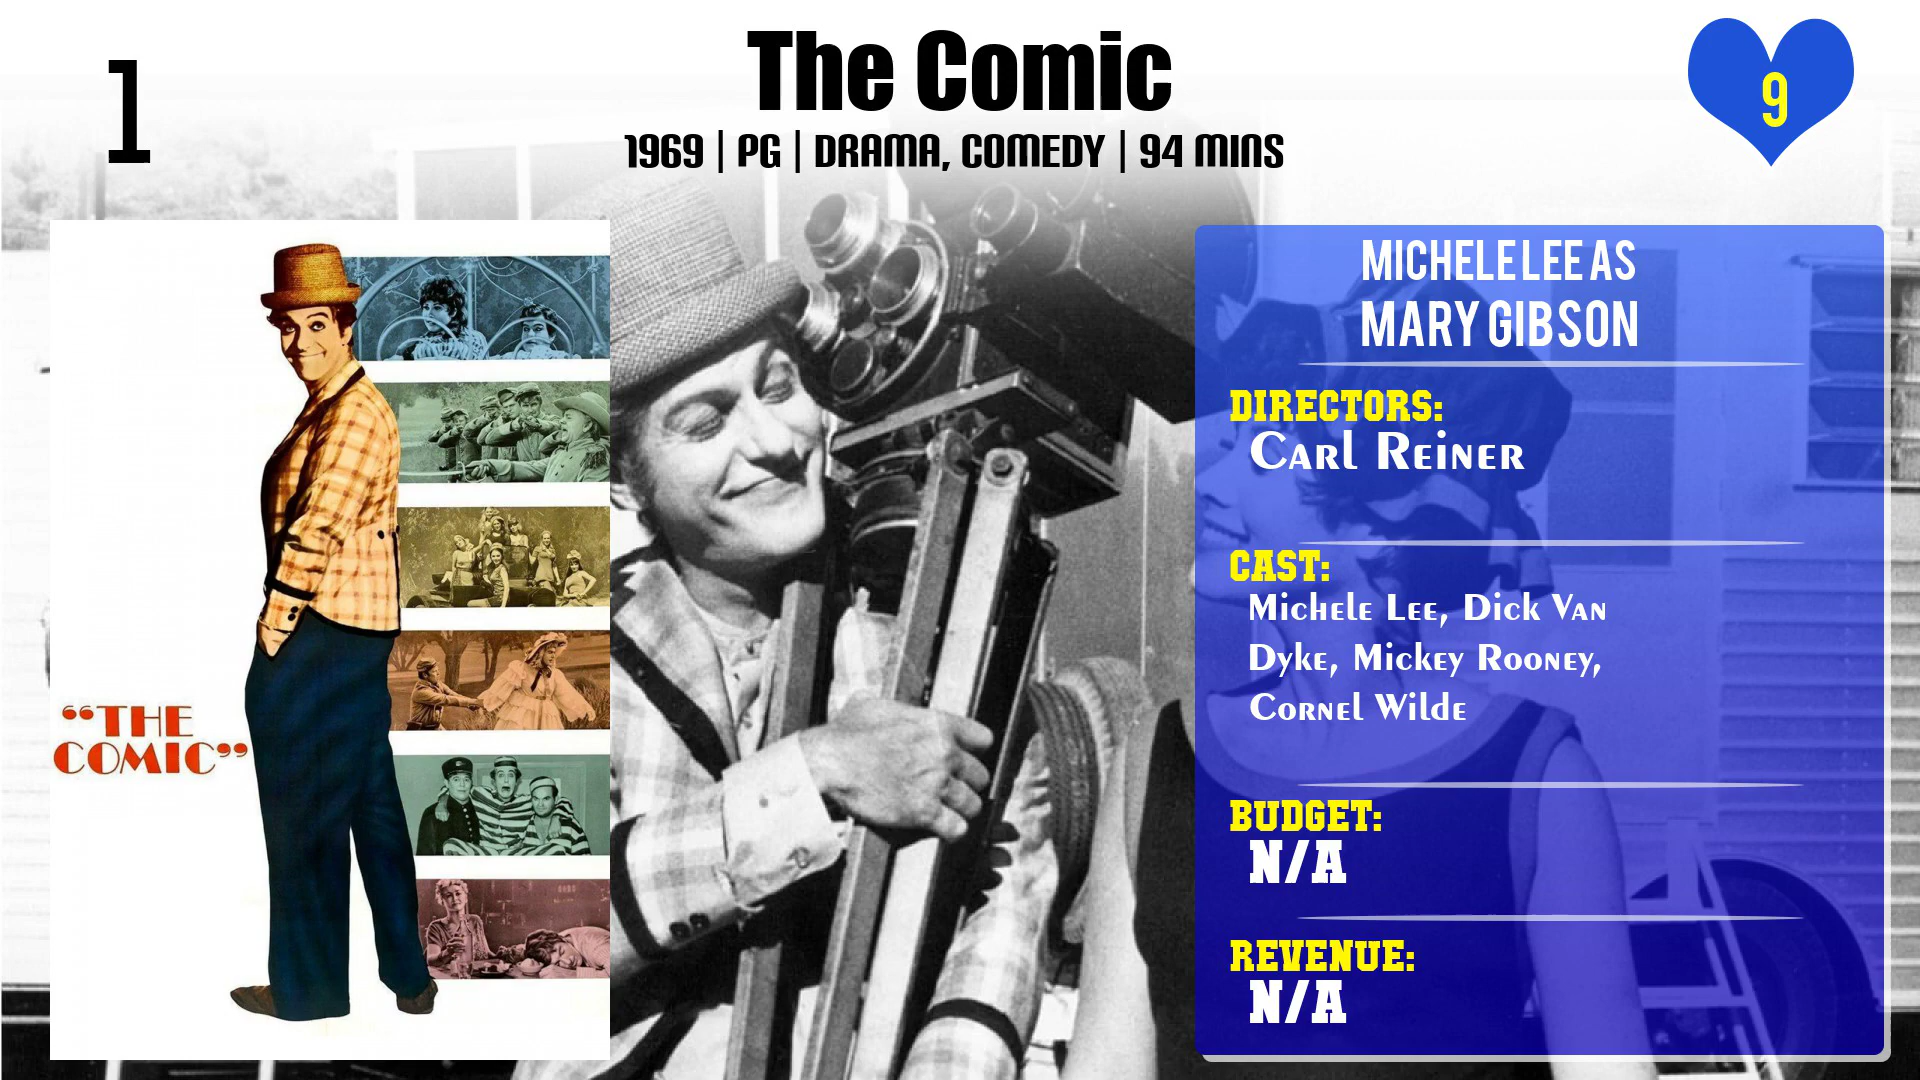 1
The Comic
1969 | PG | DRAMA, COMEDY | 94 MINS
9
"THE
COMIC"
MICHELE LEE AS
MARY GIBSON
DIRECTORS:
Carl Reiner
CAST:
Michele Lee, Dick Van
Dyke, Mickey Rooney,
Cornel Wilde
BUDGET:
N/A
REVENUE:
N/A